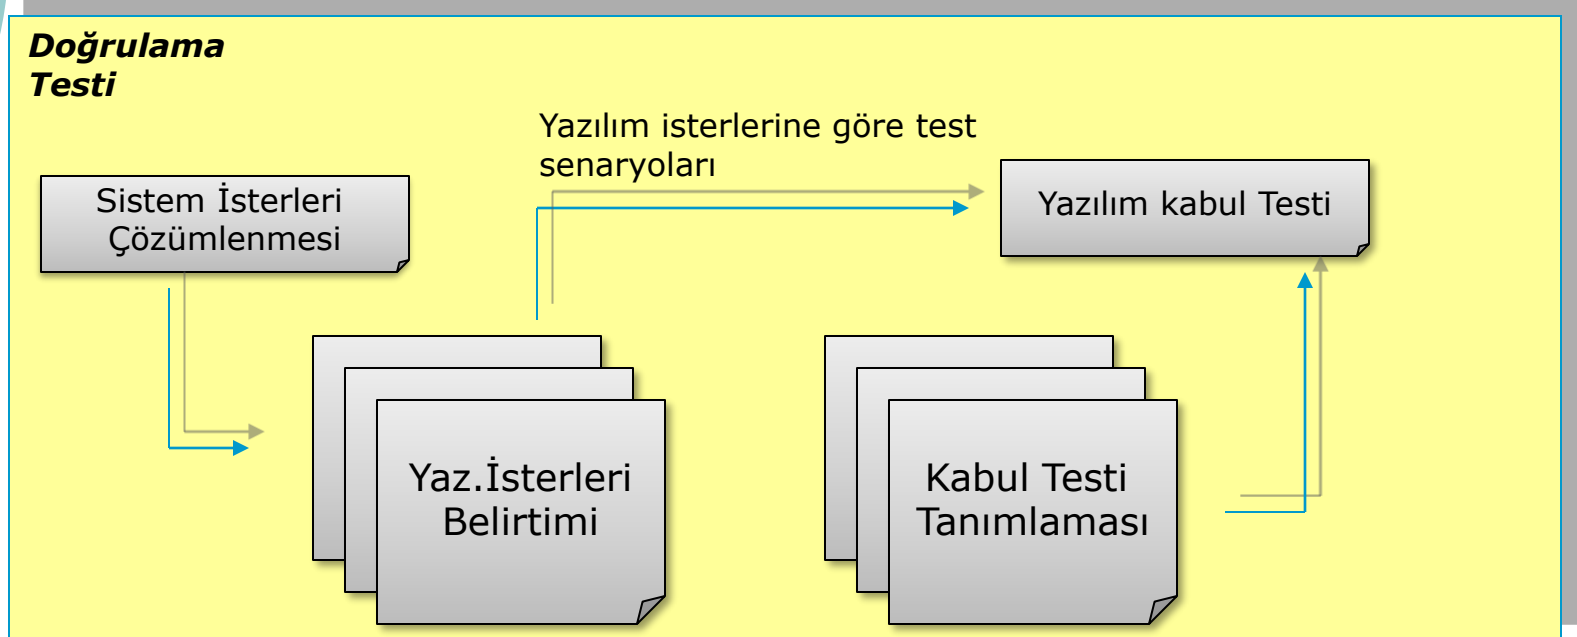 Doğrulama
Testi
Yazılım isterlerine göre test
senaryoları
Sistem İsterleri
Çözümlenmesi
Yazılım kabul Testi
Yaz.İsterleri
Belirtimi
Kabul Testi
Tanımlaması